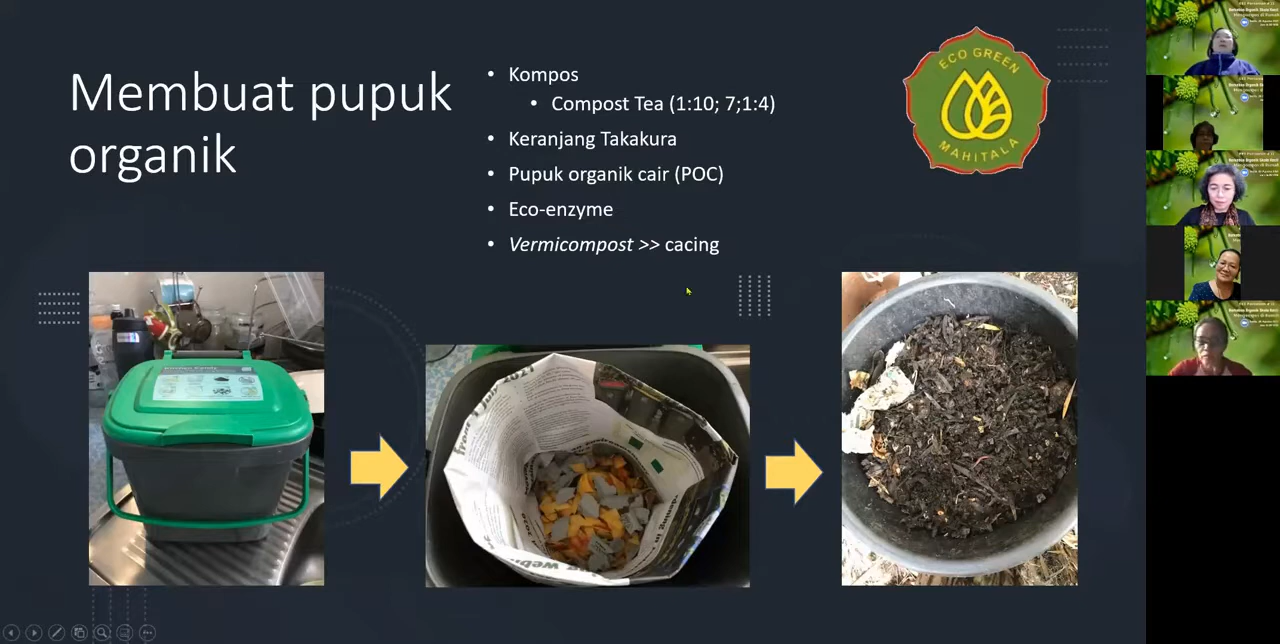 Membuat pupuk
organik
• Kompos
• Compost Tea (1:10; 7;1:4)
• Keranjang Takakura
• Pupuk organik cair (POC)
• Eco-enzyme
• Vermicompost >> cacing
ECO GREEN
MAHITALA